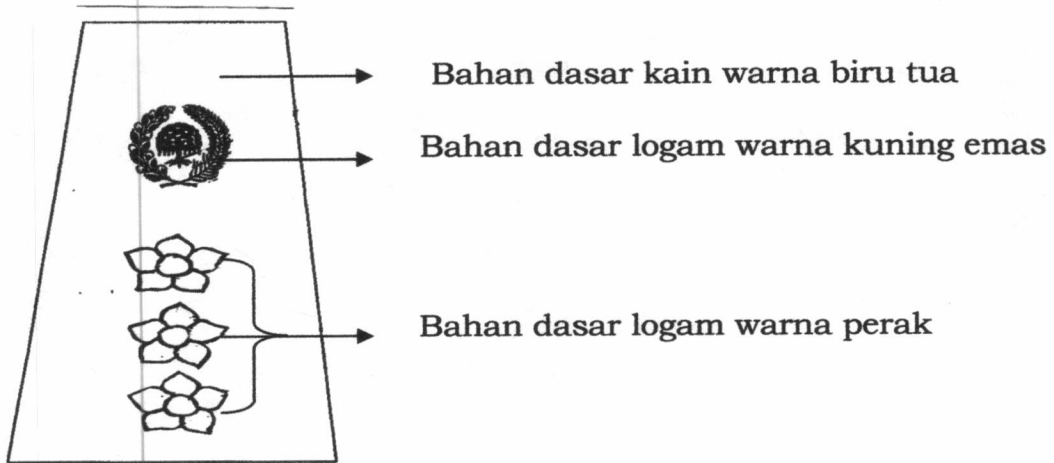 Bahan dasar kain warna biru tua
Bahan dasar logam warna kuning emas
Bahan dasar logam warna perak